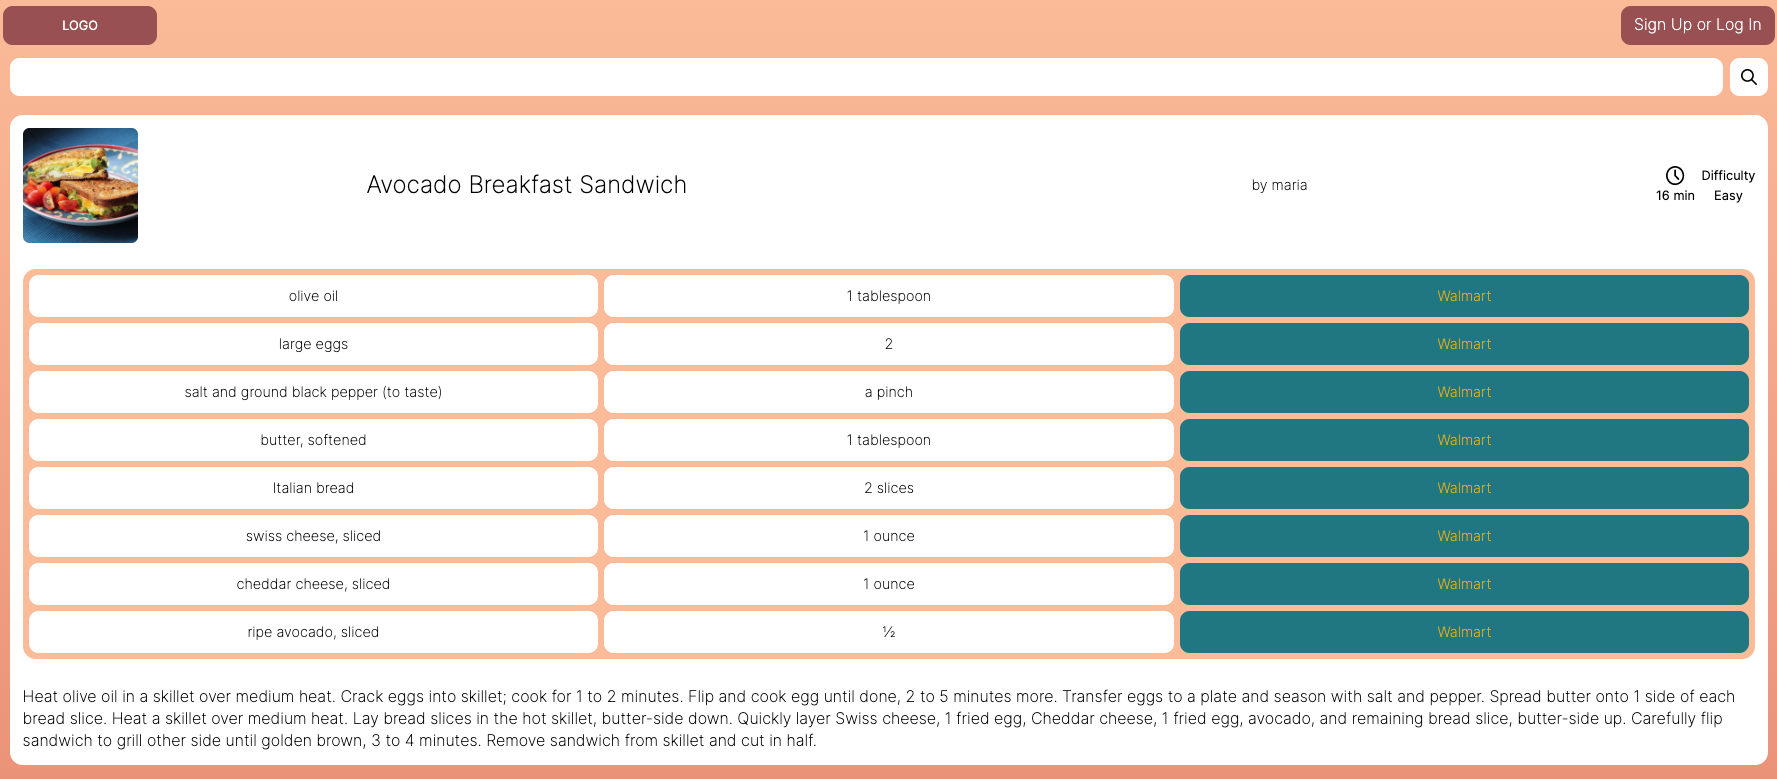 LOGO
Sign Up or Log In
Avocado Breakfast Sandwich
by maria
16 min
Difficulty
Easy
olive oil 1 tablespoon Walmart
large eggs 2 Walmart
salt and ground black pepper (to taste) a pinch Walmart
butter, softened 1 tablespoon Walmart
Italian bread 2 slices Walmart
swiss cheese, sliced 1 ounce Walmart
cheddar cheese, sliced 1 ounce Walmart
ripe avocado, sliced ½ Walmart
Heat olive oil in a skillet over medium heat. Crack eggs into skillet; cook for 1 to 2 minutes. Flip and cook egg until done, 2 to 5 minutes more. Transfer eggs to a plate and season with salt and pepper. Spread butter onto 1 side of each
bread slice. Heat a skillet over medium heat. Lay bread slices in the hot skillet, butter-side down. Quickly layer Swiss cheese, 1 fried egg, Cheddar cheese, 1 fried egg, avocado, and remaining bread slice, butter-side up. Carefully flip
sandwich to grill other side until golden brown, 3 to 4 minutes. Remove sandwich from skillet and cut in half.